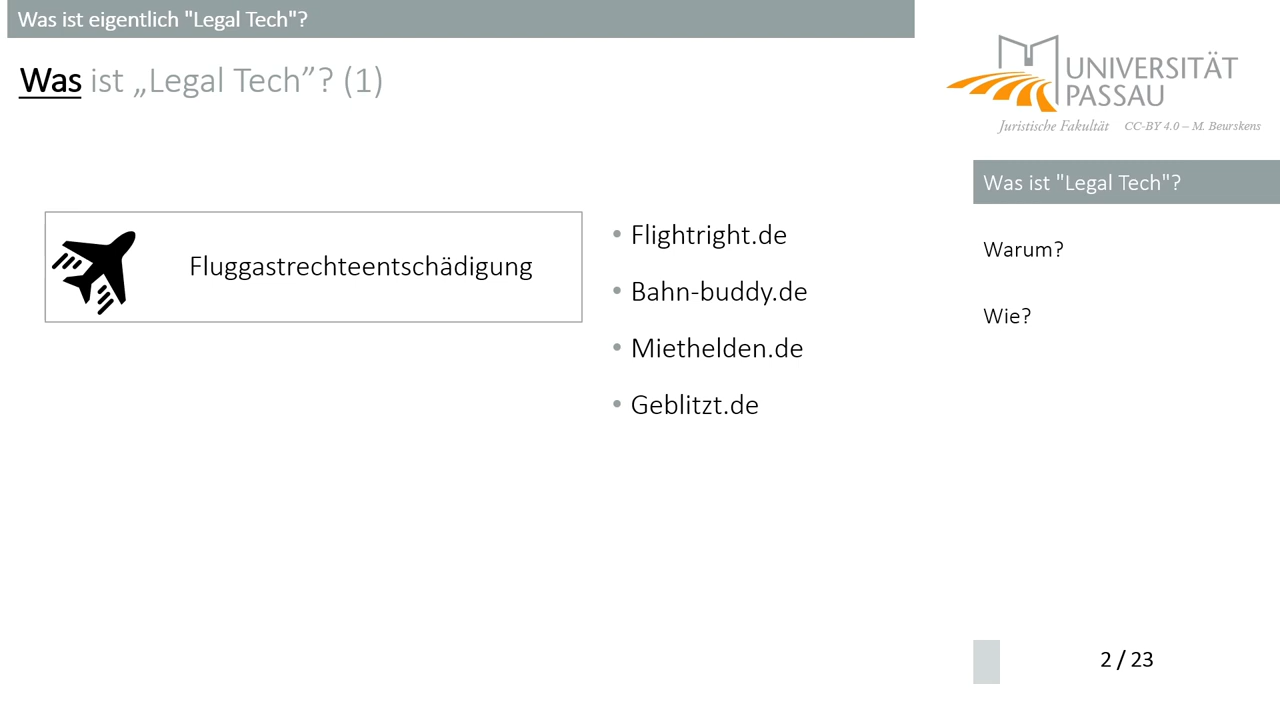 Was ist eigentlich "Legal Tech"?
Was ist „Legal Tech”? (1)
UNIVERSITÄT
PASSAU
Juristische Fakultät CC-BY 4.0 – M. Beurskens
Fluggastrechteentschädigung
• Flightright.de
• Bahn-buddy.de
• Miethelden.de
• Geblitzt.de
Was ist "Legal Tech"?
Warum?
Wie?
2 / 23